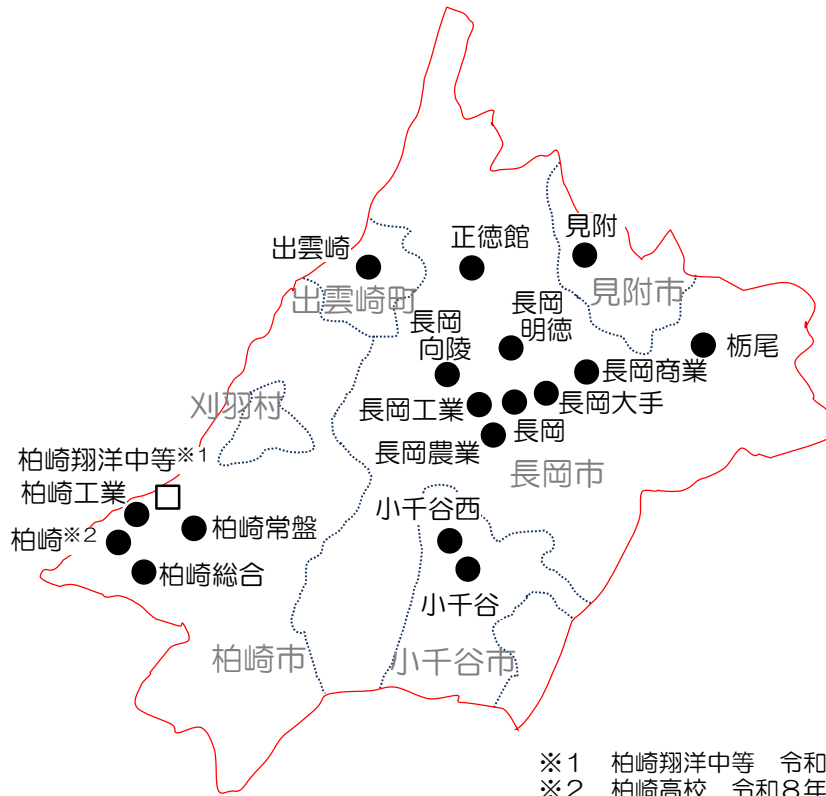 出雲崎
正徳館
見附
出雲崎町
見附市
長岡
向陵
長岡
明徳
栃尾
長岡商業
刈羽村
長岡工業
長岡大手
長岡
長岡農業
長岡市
柏崎翔洋中等※1
柏崎工業
小千谷西
柏崎※2
柏崎常盤
柏崎総合
小千谷
柏崎市
小千谷市
※1 柏崎翔洋中等 令和
※2 柏崎高校 令和8年